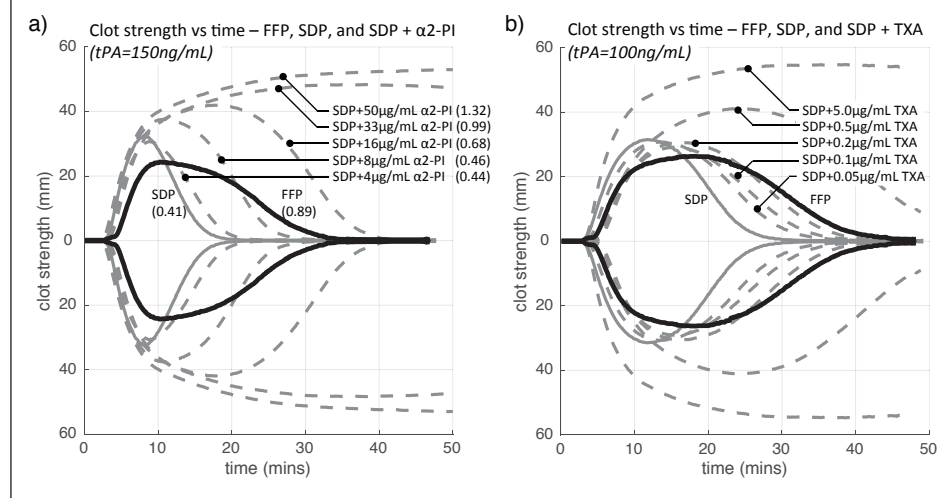 a) Clot strength vs time – FFP, SDP, and SDP + α2-PI
(tPA=150ng/mL)
60
40
20
0
20
40
60
clot strength (mm)
SDP+50µg/mL α2-PI (1.32)
SDP+33µg/mL α2-PI (0.99)
SDP+16µg/mL α2-PI (0.68)
SDP+8µg/mL α2-PI (0.46)
SDP+4µg/mL α2-PI (0.44)
SDP
(0.41)
FFP
(0.89)
0 10 20 30 40 50
time (mins)
b) Clot strength vs time – FFP, SDP, and SDP + TXA
(tPA=100ng/mL)
60
40
20
0
20
40
60
clot strength (mm)
SDP+5.0µg/mL TXA
SDP+0.5µg/mL TXA
SDP+0.2µg/mL TXA
SDP+0.1µg/mL TXA
SDP+0.05µg/mL TXA
SDP
FFP
0 10 20 30 40 50
time (mins)